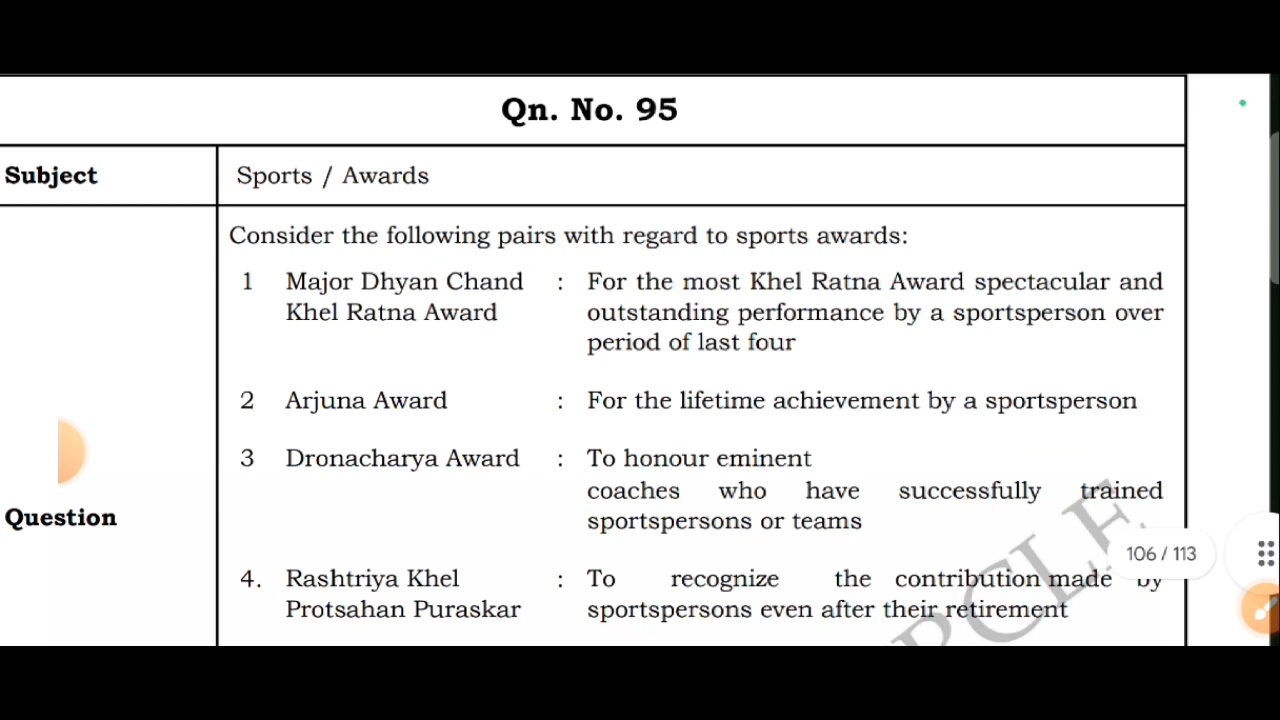 Qn. No. 95
Subject
Sports / Awards
Consider the following pairs with regard to sports awards:
1 Major Dhyan Chand : For the most Khel Ratna Award spectacular and
Khel Ratna Award outstanding performance by a sportsperson over
period of last four
2 Arjuna Award : For the lifetime achievement by a sportsperson
3 Dronacharya Award : To honour eminent
coaches who have successfully trained
Question
sportspersons or teams
106 / 113
4. Rashtriya Khel : To recognize the contribution made by
Protsahan Puraskar sportspersons even after their retirement